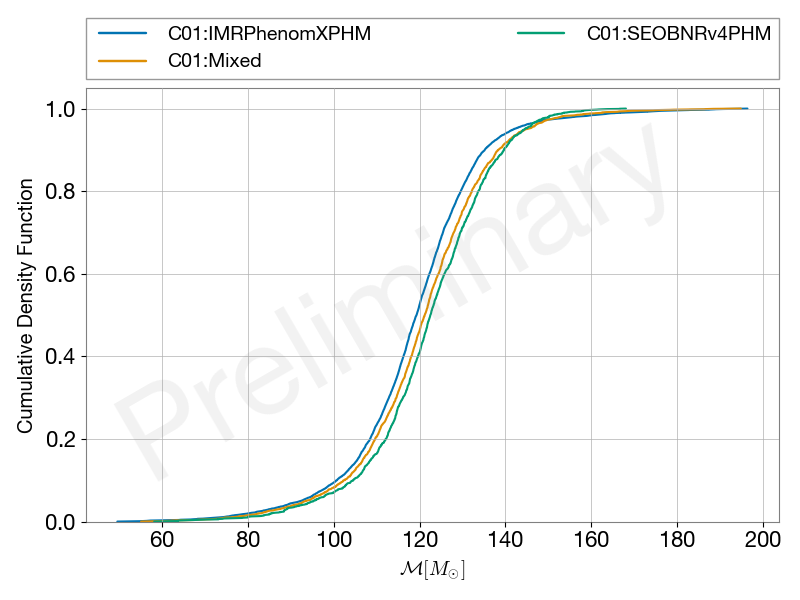 C01:IMRPhenomXPHM
C01:SEOBNRv4PHM
C01:Mixed
Preliminary
Cumulative Density Function
1.0
0.8
0.6
0.4
0.2
0.0
60 80 100 120 140 160 180 200
ℳ[M⊙]